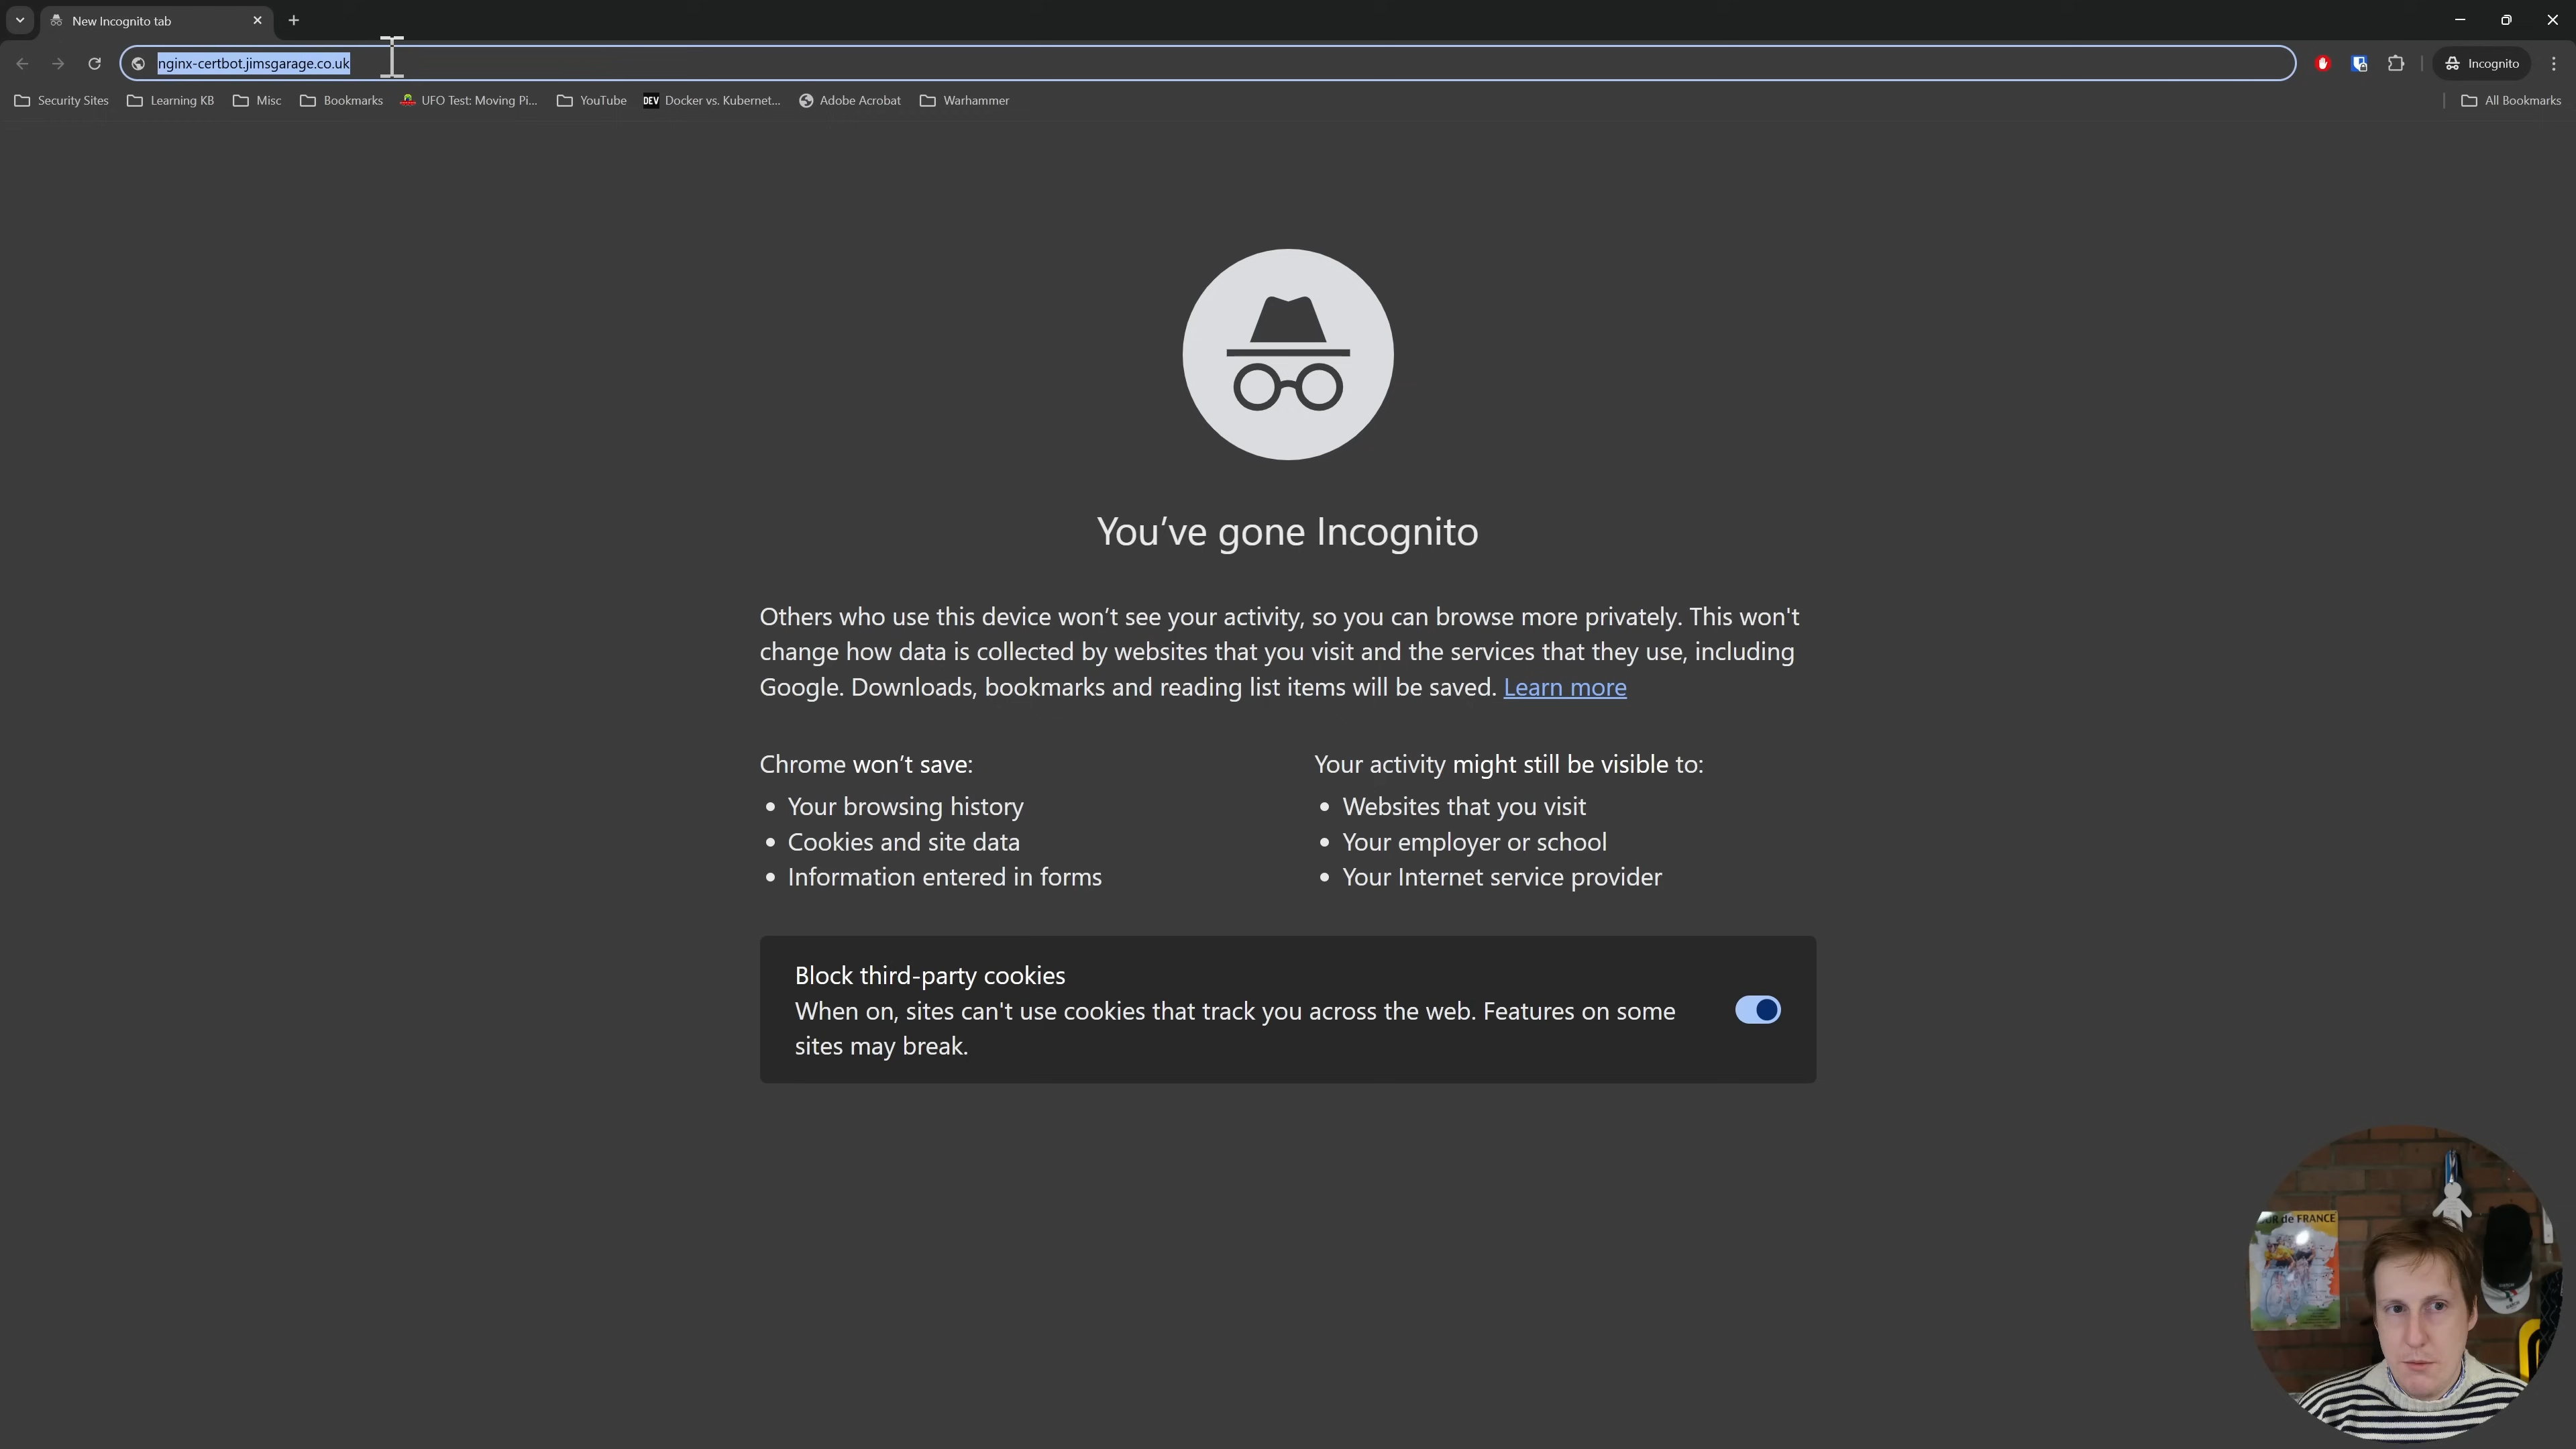 New Incognito tab
nginx-certbot.jimsgarage.co.uk
Incognito
Security Sites
Learning KB
Misc
Bookmarks
UFO Test: Moving Pi...
YouTube
DEV
Docker vs. Kubernet...
Adobe Acrobat
Warhammer
All Bookmarks
You've gone Incognito
Others who use this device won't see your activity, so you can browse more privately. This won't
change how data is collected by websites that you visit and the services that they use, including
Google. Downloads, bookmarks and reading list items will be saved. Learn more
Chrome won't save:
Your browsing history
Cookies and site data
Information entered in forms
Your activity might still be visible to:
Websites that you visit
Your employer or school
Your Internet service provider
Block third-party cookies
When on, sites can't use cookies that track you across the web. Features on some
sites may break.
de FRANCE